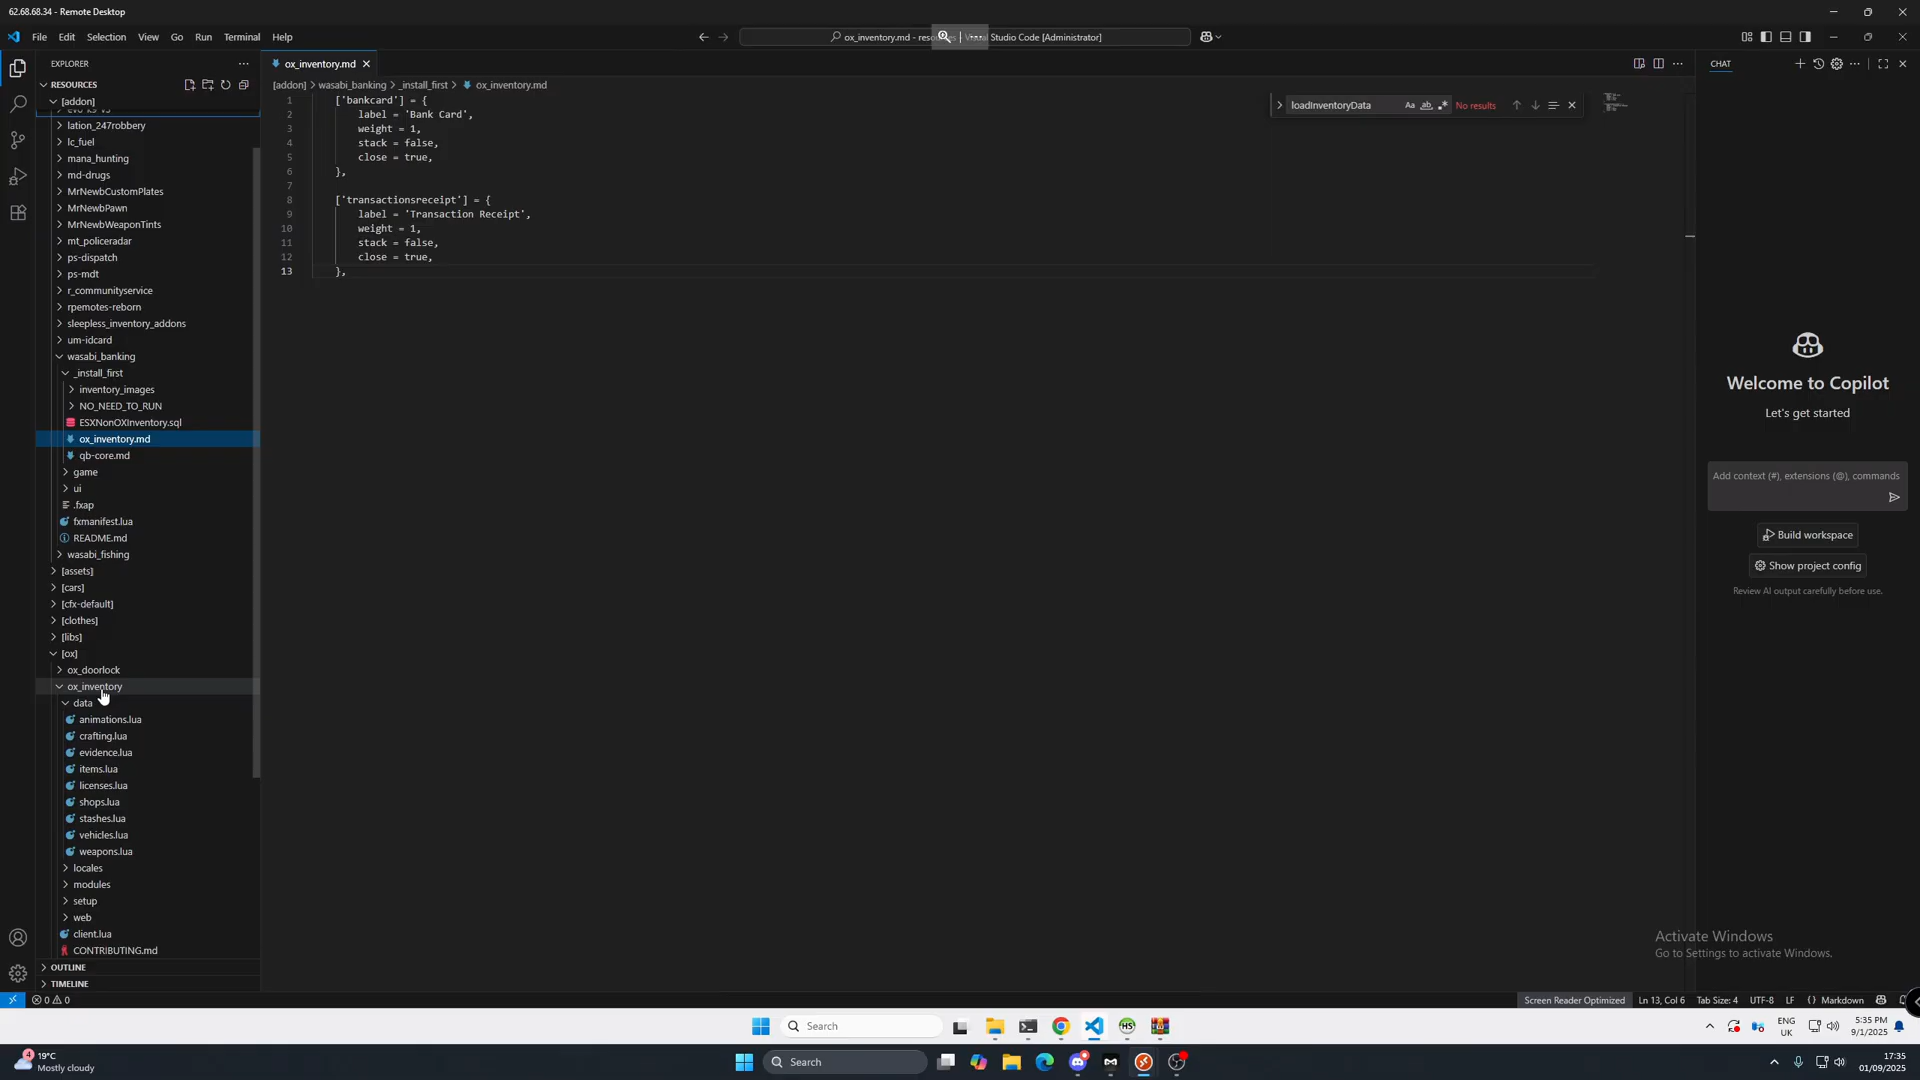 62.68.68.34 - Remote Desktop
File Edit Selection View Go Run Terminal Help
ox_inventory.md - resources Visual Studio Code [Administrator]
EXPLORER
RESOURCES
[addon]
lation_247robbery
lc_fuel
mana_hunting
md-drugs
MrNewbCustomPlates
MrNewbPawn
MrNewbWeaponTints
mt_policeradar
ps-dispatch
ps-mdt
r_communityservice
rpemotes-reborn
sleepless_inventory_addons
um-idcard
wasabi_banking
_install_first
inventory_images
NO_NEED_TO_RUN
ESXNonOXInventory.sql
ox_inventory.md
qb-core.md
game
ui
.fxap
fxmanifest.lua
README.md
wasabi_fishing
[assets]
[cars]
[cfx-default]
[clothes]
[libs]
[ox]
ox_doorlock
ox_inventory
data
animations.lua
crafting.lua
evidence.lua
items.lua
licenses.lua
shops.lua
stashes.lua
vehicles.lua
weapons.lua
locales
modules
setup
web
client.lua
CONTRIBUTING.md
OUTLINE
TIMELINE
ox_inventory.md
[addon] > wasabi_banking > _install_first > ox_inventory.md
1 ['bankcard'] = {
2 label = 'Bank Card',
3 weight = 1,
4 stack = false,
5 close = true,
6 },
7
8 ['transactionsreceipt'] = {
9 label = 'Transaction Receipt',
10 weight = 1,
11 stack = false,
12 close = true,
13 },
loadInventoryData Aa ab No results
CHAT
Welcome to Copilot
Let's get started
Add context (#), extensions (@), commands
Build workspace
Show project config
Review AI output carefully before use.
Activate Windows
Go to Settings to activate Windows.
0 0
Screen Reader Optimized Ln 13, Col 6 Tab Size: 4 UTF-8 LF {} Markdown
Search
HS
ENG
UK
5:35 PM
9/1/2025
4
19°C
Mostly cloudy
Search
17:35
01/09/2025